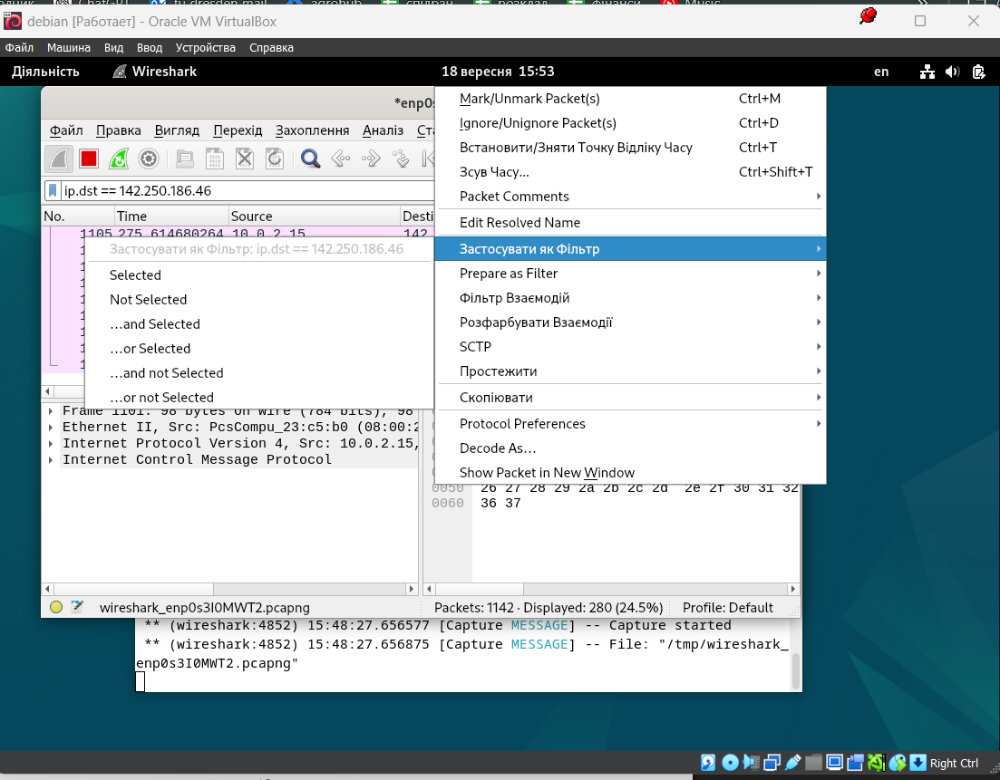 debian [Работает] - Oracle VM VirtualBox
Файл Машина Вид Ввод Устройства Справка
Діяльність Wireshark 18 вересня 15:53 en
*enp0s
Файл Правка Вигляд Перехід Захоплення Аналіз
ip.dst == 142.250.186.46
No. Time Source
1105 275.614680264 10.0.2.15 142
Застосувати як Фільтр: ip.dst == 142.250.186.46
Selected
Not Selected
…and Selected
…or Selected
…and not Selected
…or not Selected
Mark/Unmark Packet(s) Ctrl+M
Ignore/Unignore Packet(s) Ctrl+D
Встановити/Зняти Точку Відліку Часу Ctrl+T
Зсув Часу... Ctrl+Shift+T
Packet Comments
Edit Resolved Name
Застосувати як Фільтр
Prepare as Filter
Фільтр Взаємодій
Розфарбувати Взаємодії
SCTP
Простежити
Скопіювати
Protocol Preferences
Decode As…
Show Packet in New Window
Frame 1101: 98 bytes on wire (784 bits), 98
Ethernet II, Src: PcsCompu_23:c5:b0 (08:00:2
Internet Protocol Version 4, Src: 10.0.2.15,
Internet Control Message Protocol
0050 26 27 28 29 2a 2b 2c 2d 2e 2f 30 31 32
0060 36 37
wireshark_enp0s3I0MWT2.pcapng Packets: 1142 · Displayed: 280 (24.5%) Profile: Default
** (wireshark:4852) 15:48:27.656577 [Capture MESSAGE] -- Capture started
** (wireshark:4852) 15:48:27.656875 [Capture MESSAGE] -- File: "/tmp/wireshark_
enp0s3I0MWT2.pcapng"
Right Ctrl